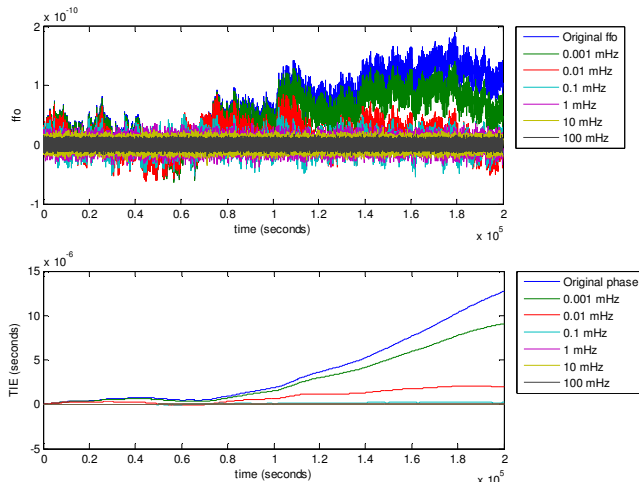 x 10^-10
2
1
0
-1
ffo
0 0.2 0.4 0.6 0.8 1 1.2 1.4 1.6 1.8 2
time (seconds)
x 10^5
Original ffo
0.001 mHz
0.01 mHz
0.1 mHz
1 mHz
10 mHz
100 mHz
x 10^-6
15
10
5
0
-5
TIE (seconds)
0 0.2 0.4 0.6 0.8 1 1.2 1.4 1.6 1.8 2
time (seconds)
x 10^5
Original phase
0.001 mHz
0.01 mHz
0.1 mHz
1 mHz
10 mHz
100 mHz